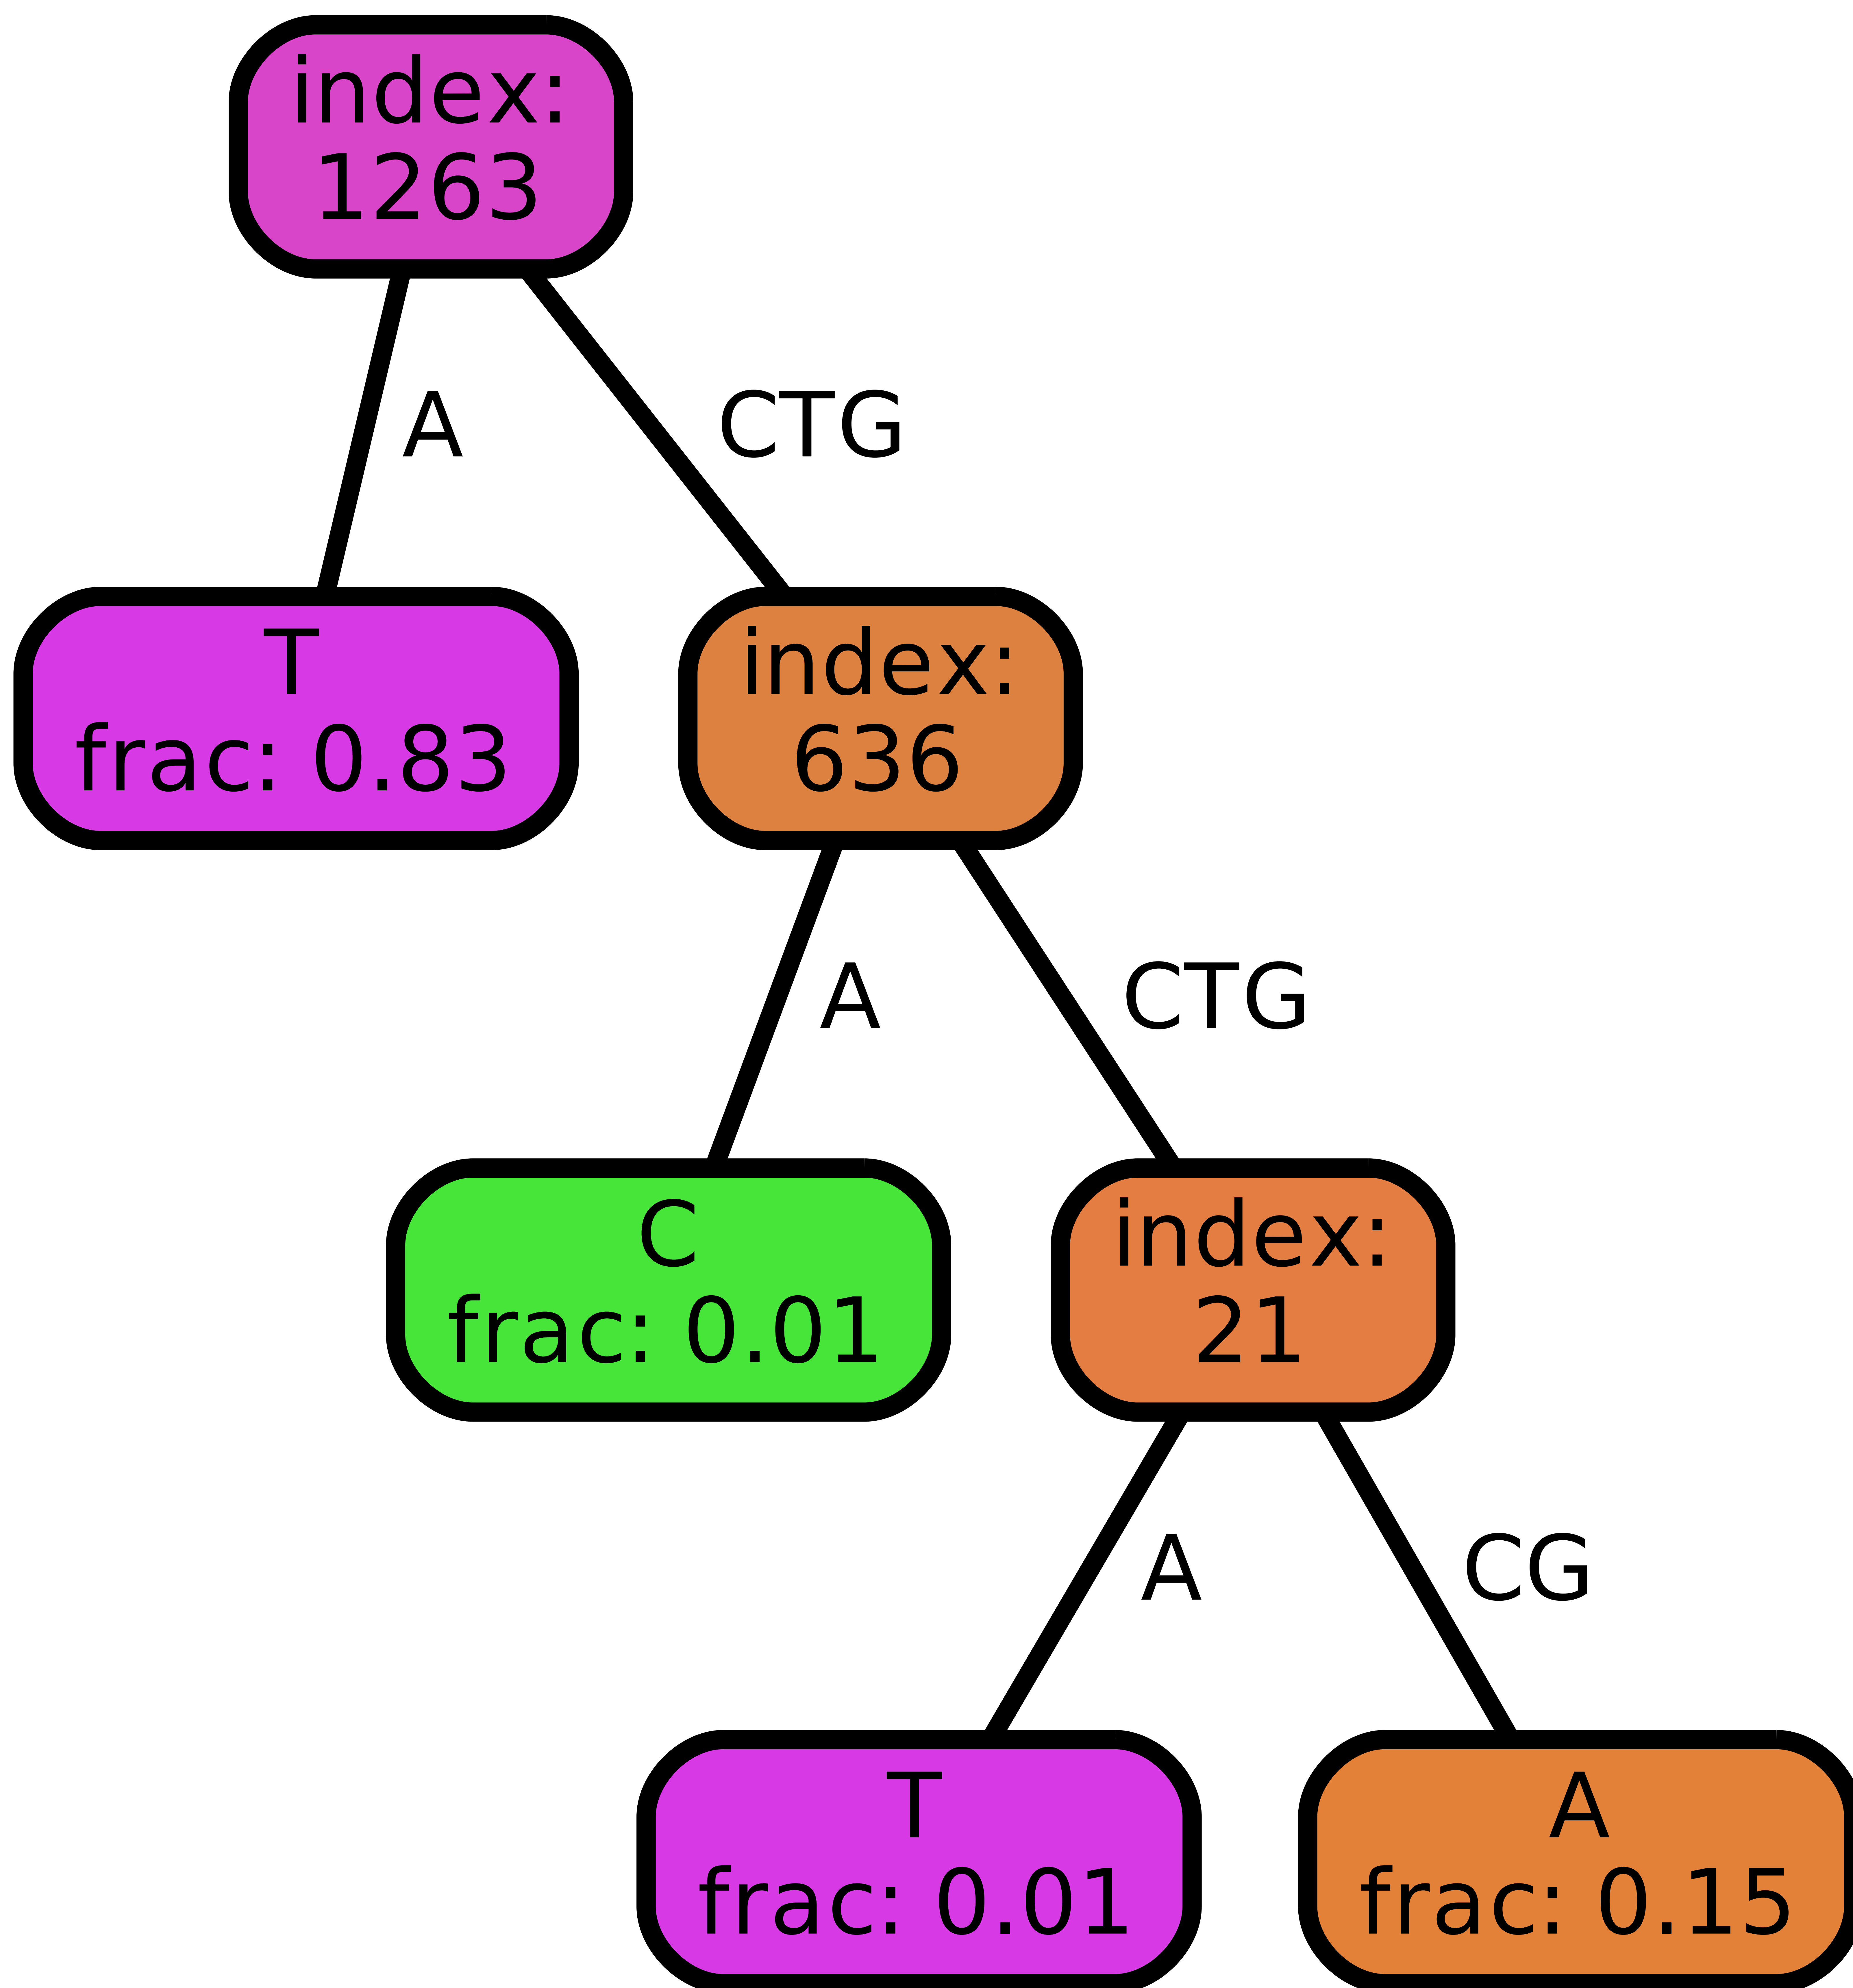 index:
1263
A
CTG
T
frac: 0.83
index:
636
A
CTG
C
frac: 0.01
index:
21
A
CG
T
frac: 0.01
A
frac: 0.15